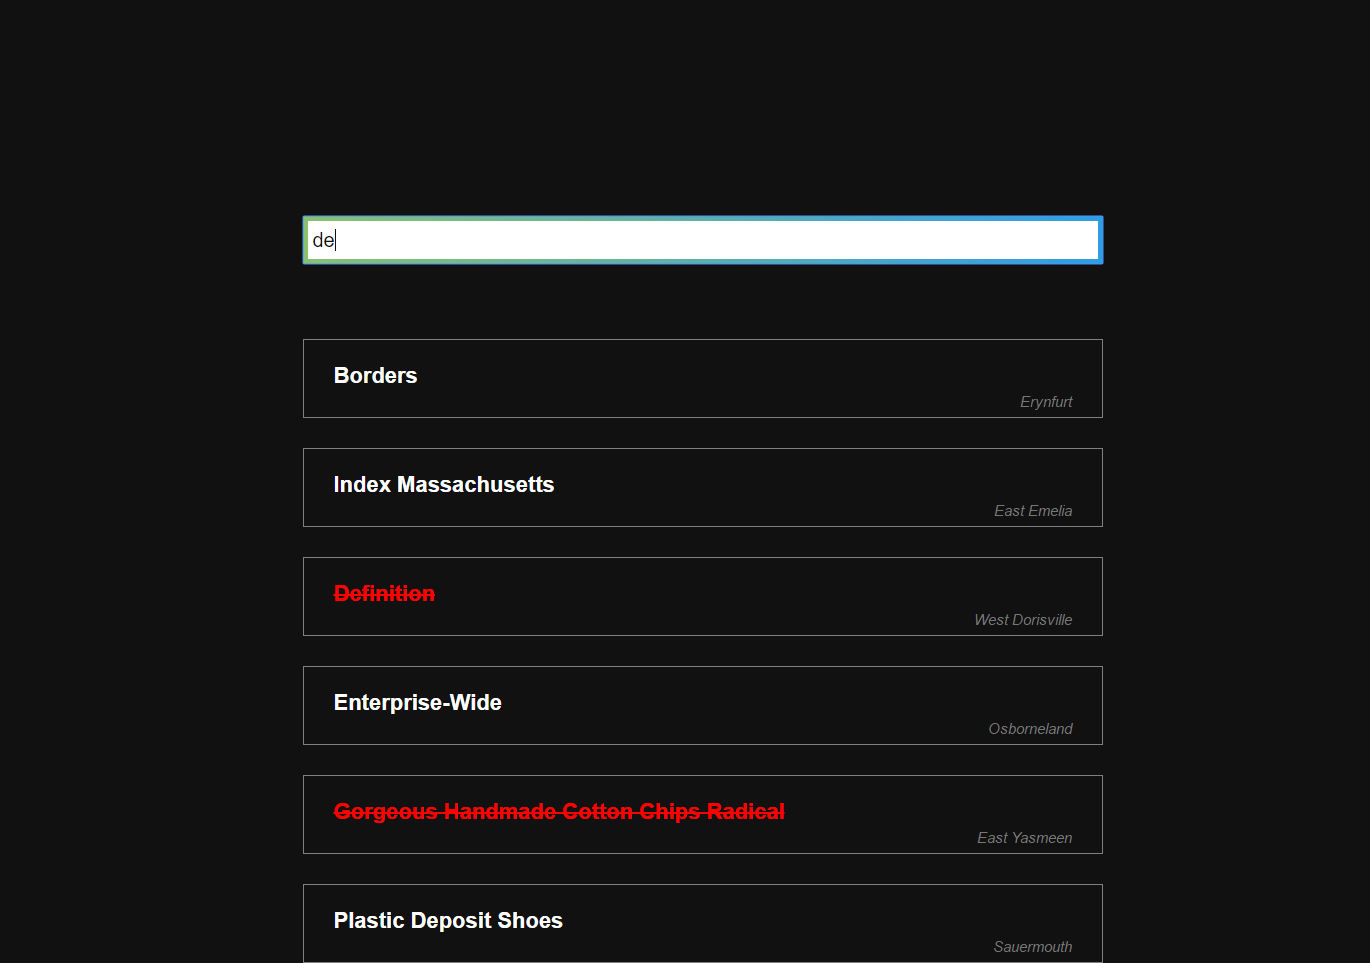 de
Borders
Erynfurt
Index Massachusetts
East Emelia
Definition
West Dorisville
Enterprise-Wide
Osborneland
Gorgeous Handmade Cotton Chips Radical
East Yasmeen
Plastic Deposit Shoes
Sauermouth